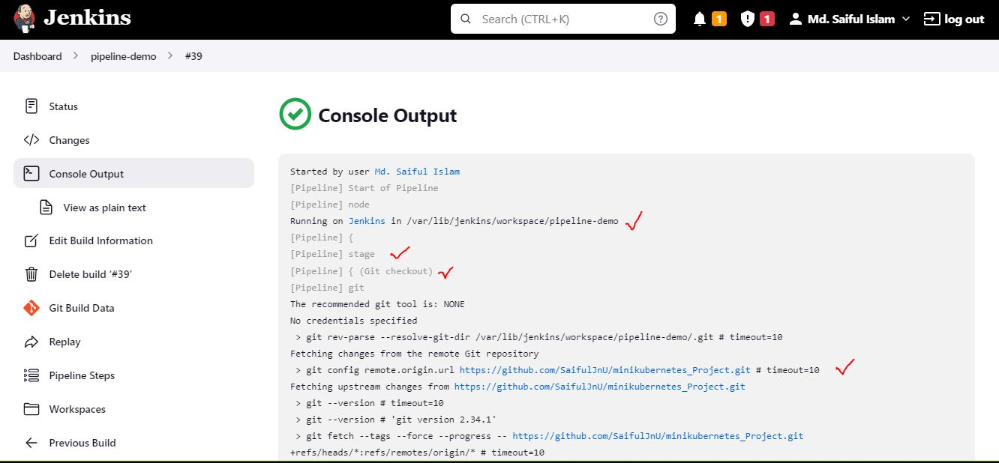 Jenkins
Search (CTRL+K)
1
1
Md. Saiful Islam
log out
Dashboard
pipeline-demo
#39
Status
Changes
Console Output
View as plain text
Edit Build Information
Delete build ‘#39’
Git Build Data
Replay
Pipeline Steps
Workspaces
Previous Build
Console Output
Started by user Md. Saiful Islam
[Pipeline] Start of Pipeline
[Pipeline] node
Running on Jenkins in /var/lib/jenkins/workspace/pipeline-demo
[Pipeline] {
[Pipeline] stage
[Pipeline] { (Git checkout)
[Pipeline] git
The recommended git tool is: NONE
No credentials specified
> git rev-parse --resolve-git-dir /var/lib/jenkins/workspace/pipeline-demo/.git # timeout=10
Fetching changes from the remote Git repository
> git config remote.origin.url https://github.com/SaifulJnU/minikubernetes_Project.git # timeout=10
Fetching upstream changes from https://github.com/SaifulJnU/minikubernetes_Project.git
> git --version # timeout=10
> git --version # 'git version 2.34.1'
> git fetch --tags --force --progress -- https://github.com/SaifulJnU/minikubernetes_Project.git
+refs/heads/*:refs/remotes/origin/* # timeout=10